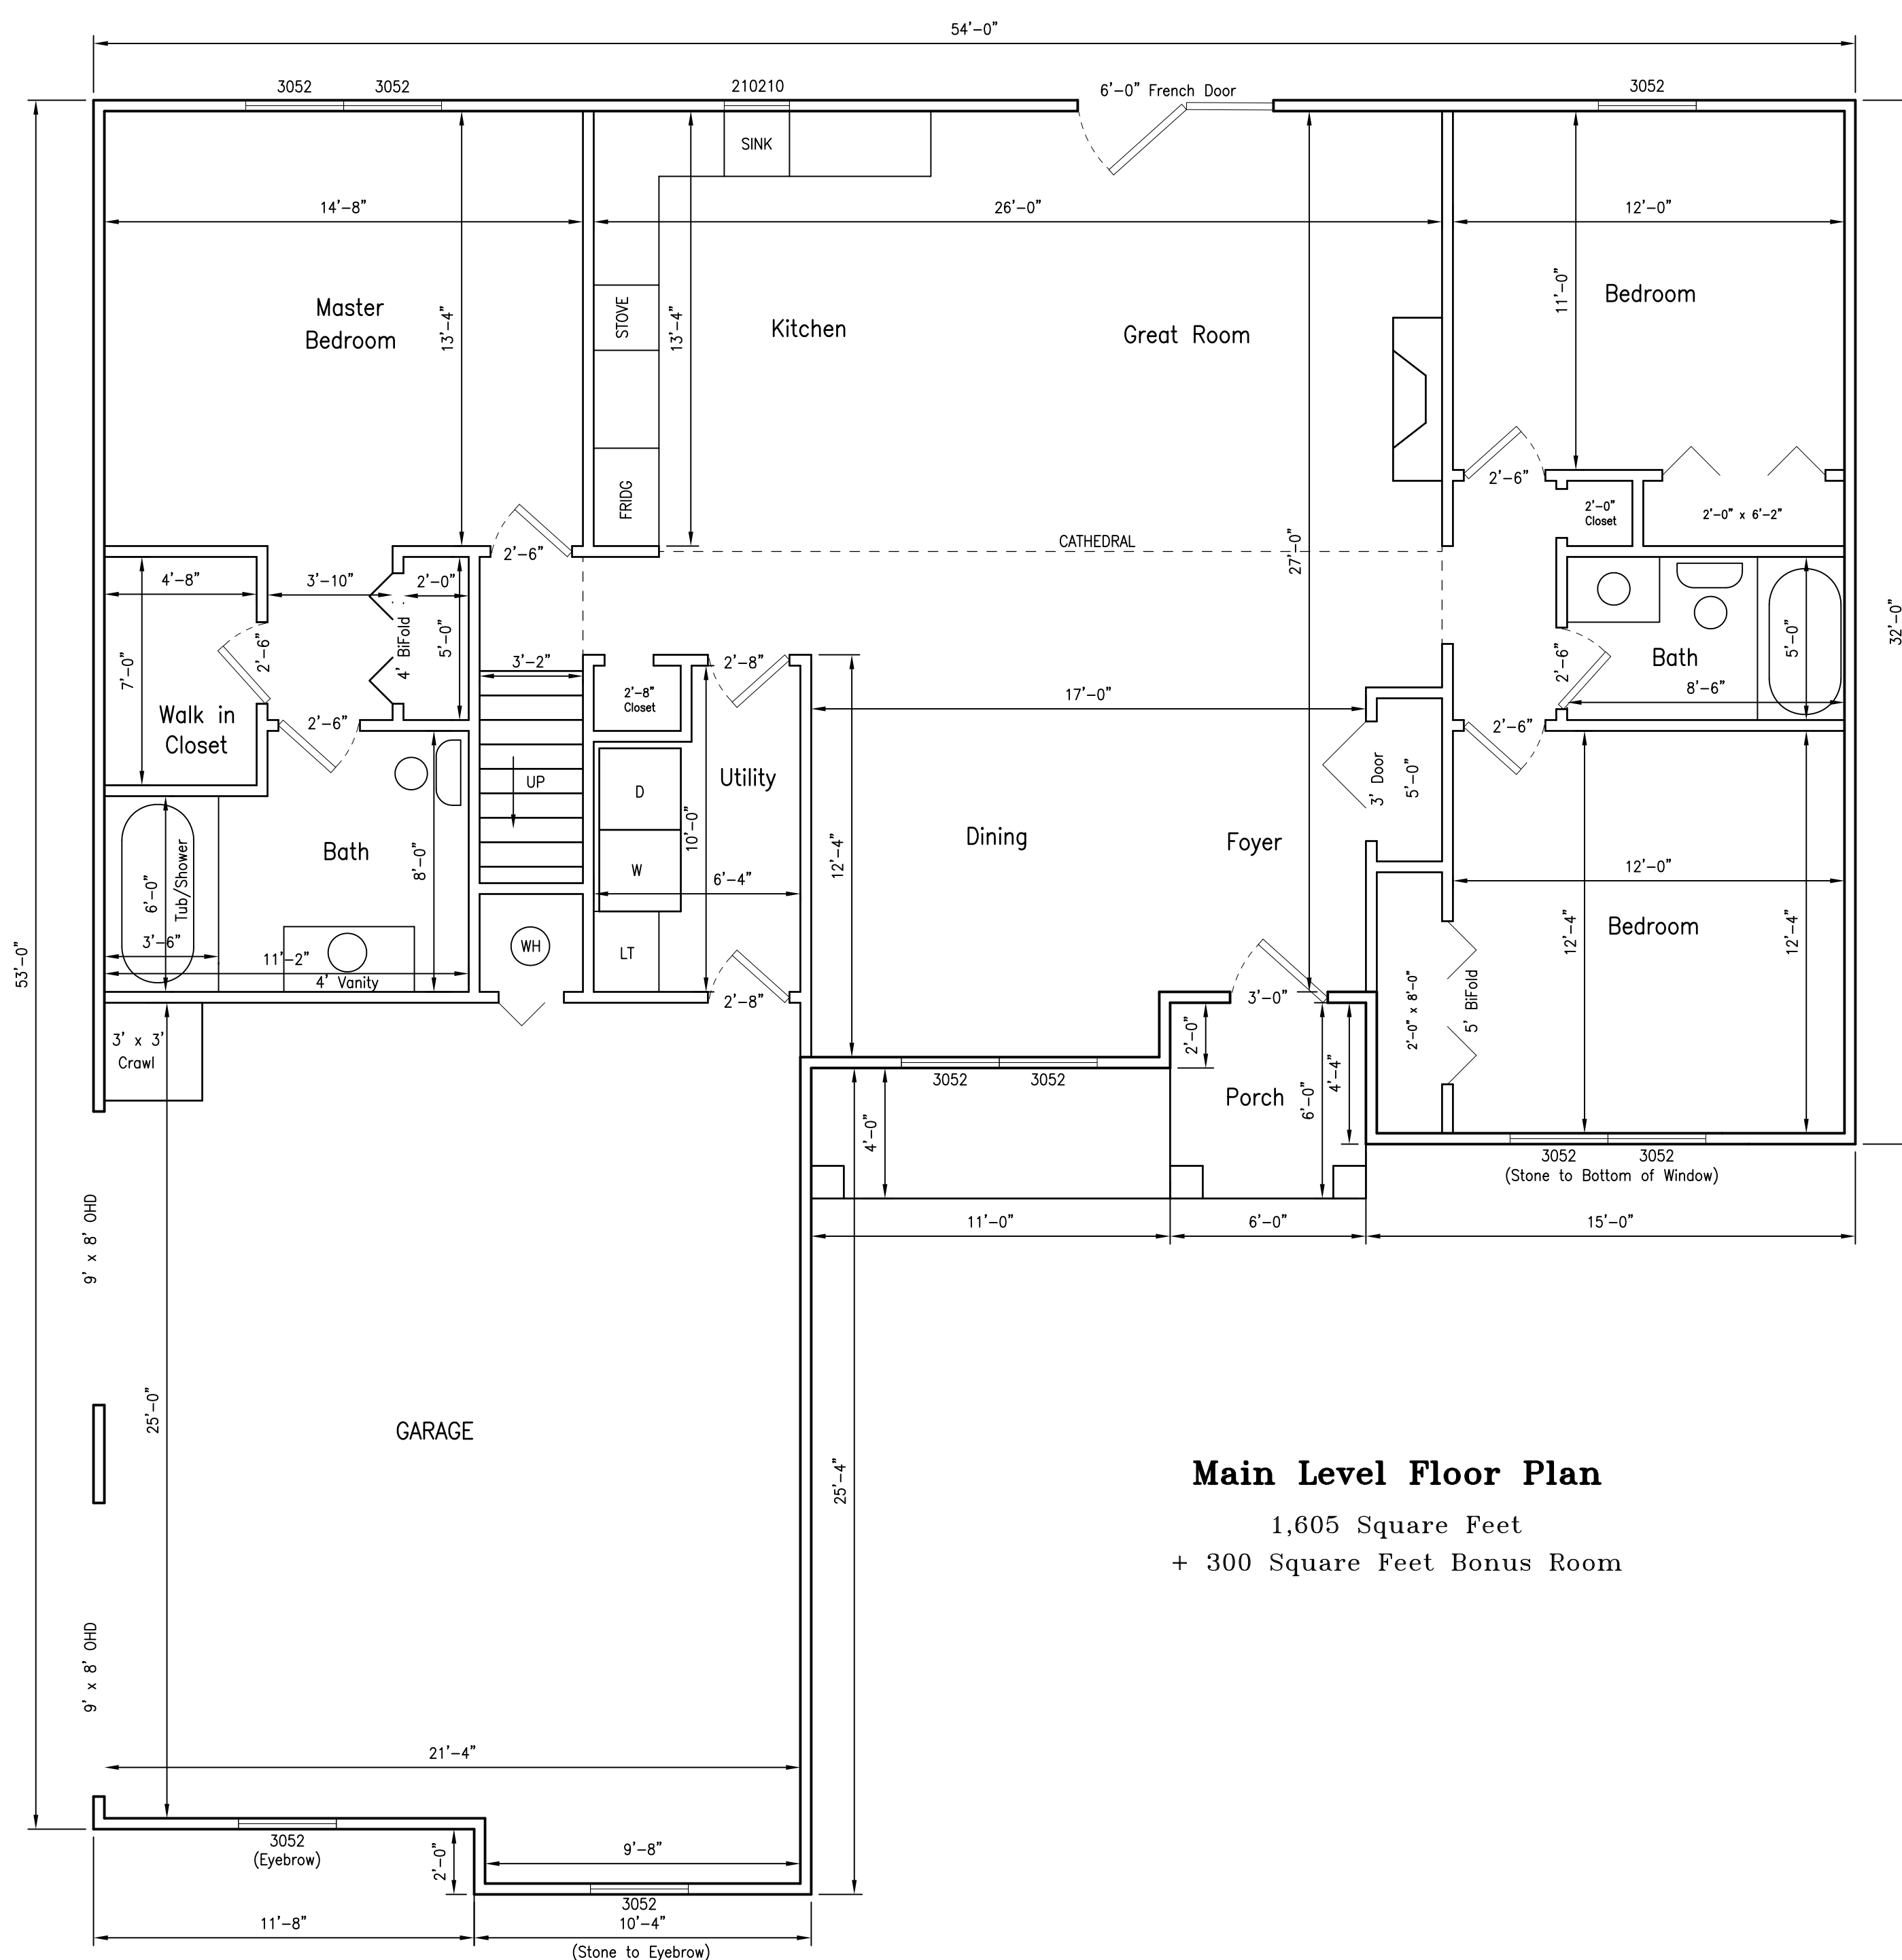 54'-0"
3052
3052
210210
6'-0" French Door
3052
SINK
14'-8"
26'-0"
12'-0"
Master
Bedroom
13'-4"
STOVE
13'-4"
Kitchen
Great Room
11'-0"
Bedroom
FRIDG
2'-6"
2'-0"
Closet
2'-0" x 6'-2"
CATHEDRAL
27'-0"
2'-6"
4'-8"
3'-10"
2'-0"
32'-0"
7'-0"
2'-6"
4' BiFold
5'-0"
3'-2"
2'-8"
2'-6"
Bath
5'-0"
8'-6"
2'-8"
Closet
17'-0"
Walk in
Closet
2'-6"
2'-6"
UP
D
Utility
3' Door
5'-0"
Bath
8'-0"
10'-0"
12'-4"
Dining
Foyer
W
6'-4"
12'-0"
6'-0"
Tub/Shower
3'-6"
11'-2"
4' Vanity
WH
LT
2'-8"
3'-0"
12'-4"
Bedroom
12'-4"
53'-0"
2'-0" x 8'-0"
5' BiFold
3' x 3'
Crawl
2'-0"
4'-4"
3052
3052
4'-0"
Porch
6'-0"
3052
3052
(Stone to Bottom of Window)
9' x 8' OHD
11'-0"
6'-0"
15'-0"
25'-0"
GARAGE
25'-4"
Main Level Floor Plan
1,605 Square Feet
+ 300 Square Feet Bonus Room
9' x 8' OHD
21'-4"
3052
(Eyebrow)
2'-0"
9'-8"
3052
11'-8"
10'-4"
(Stone to Eyebrow)